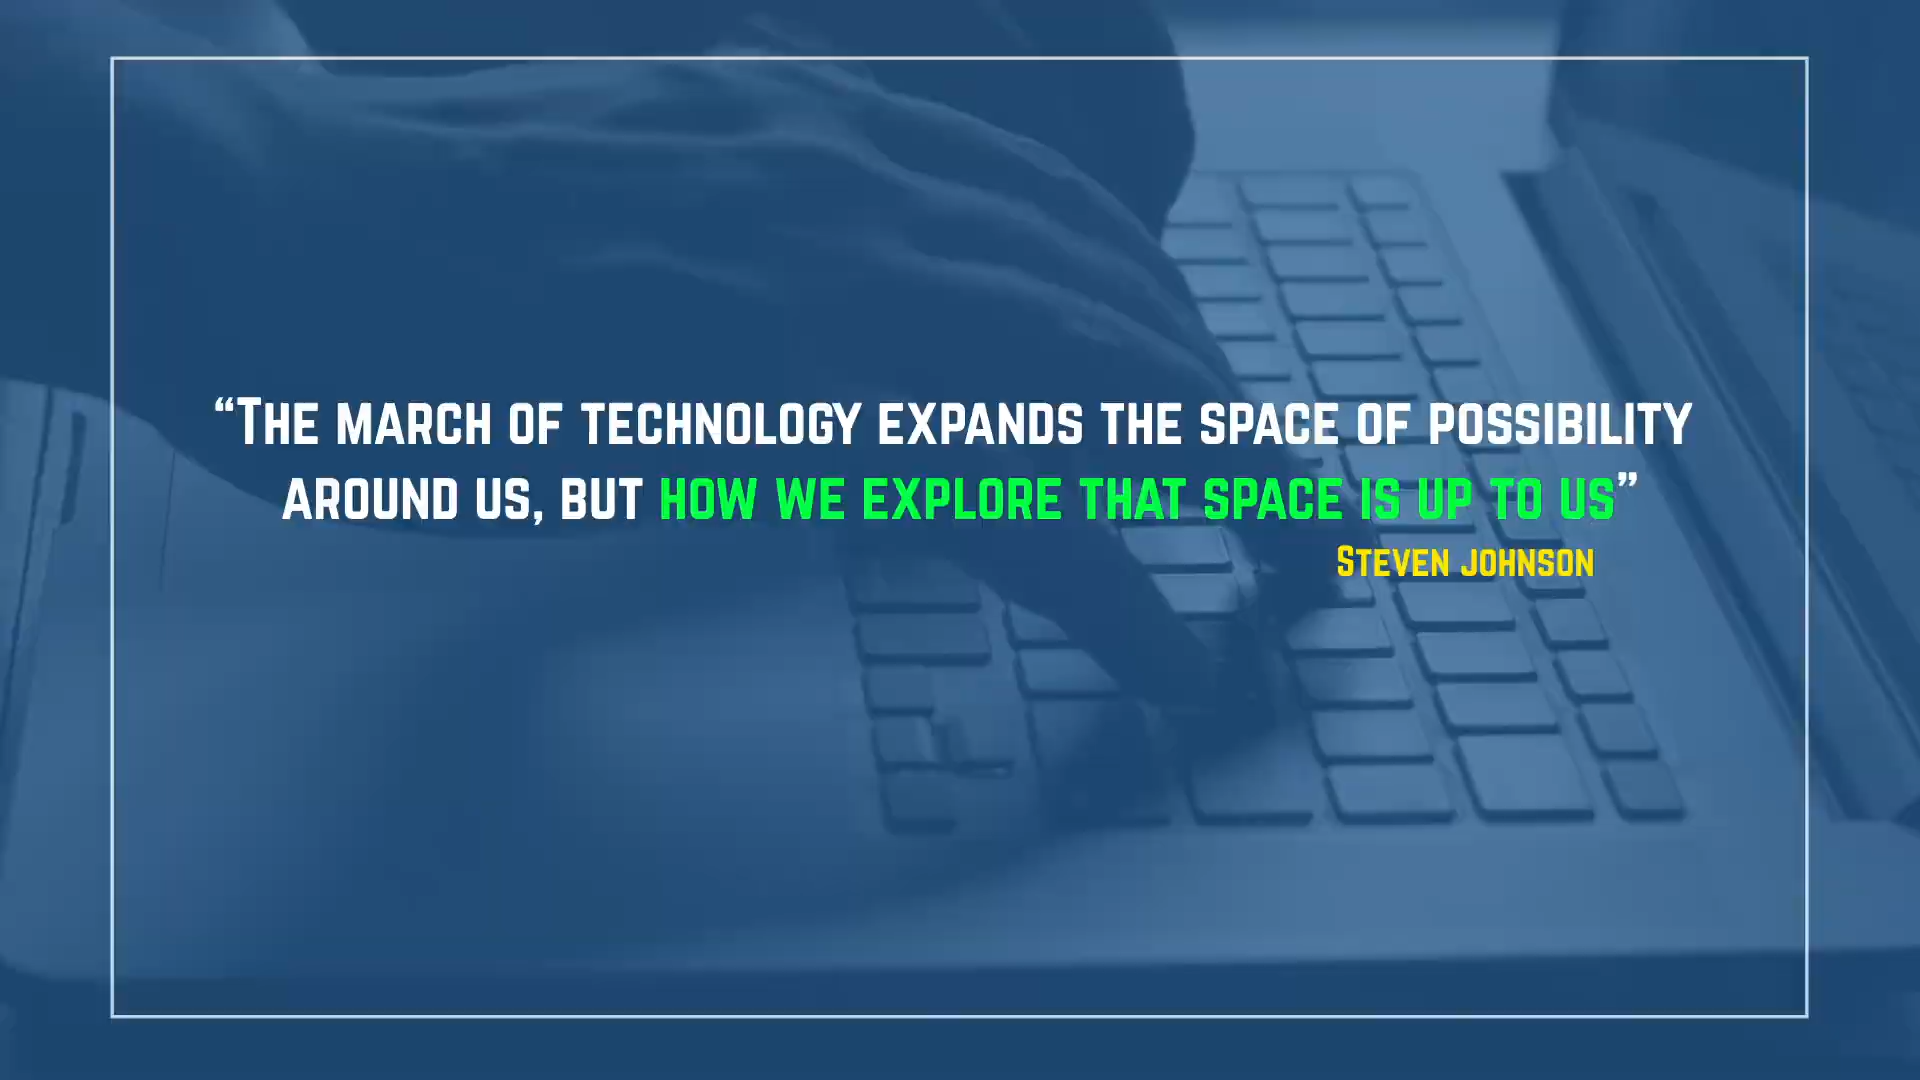 “The march of technology expands the space of possibility
around us, but how we explore that space is up to us”
Steven Johnson